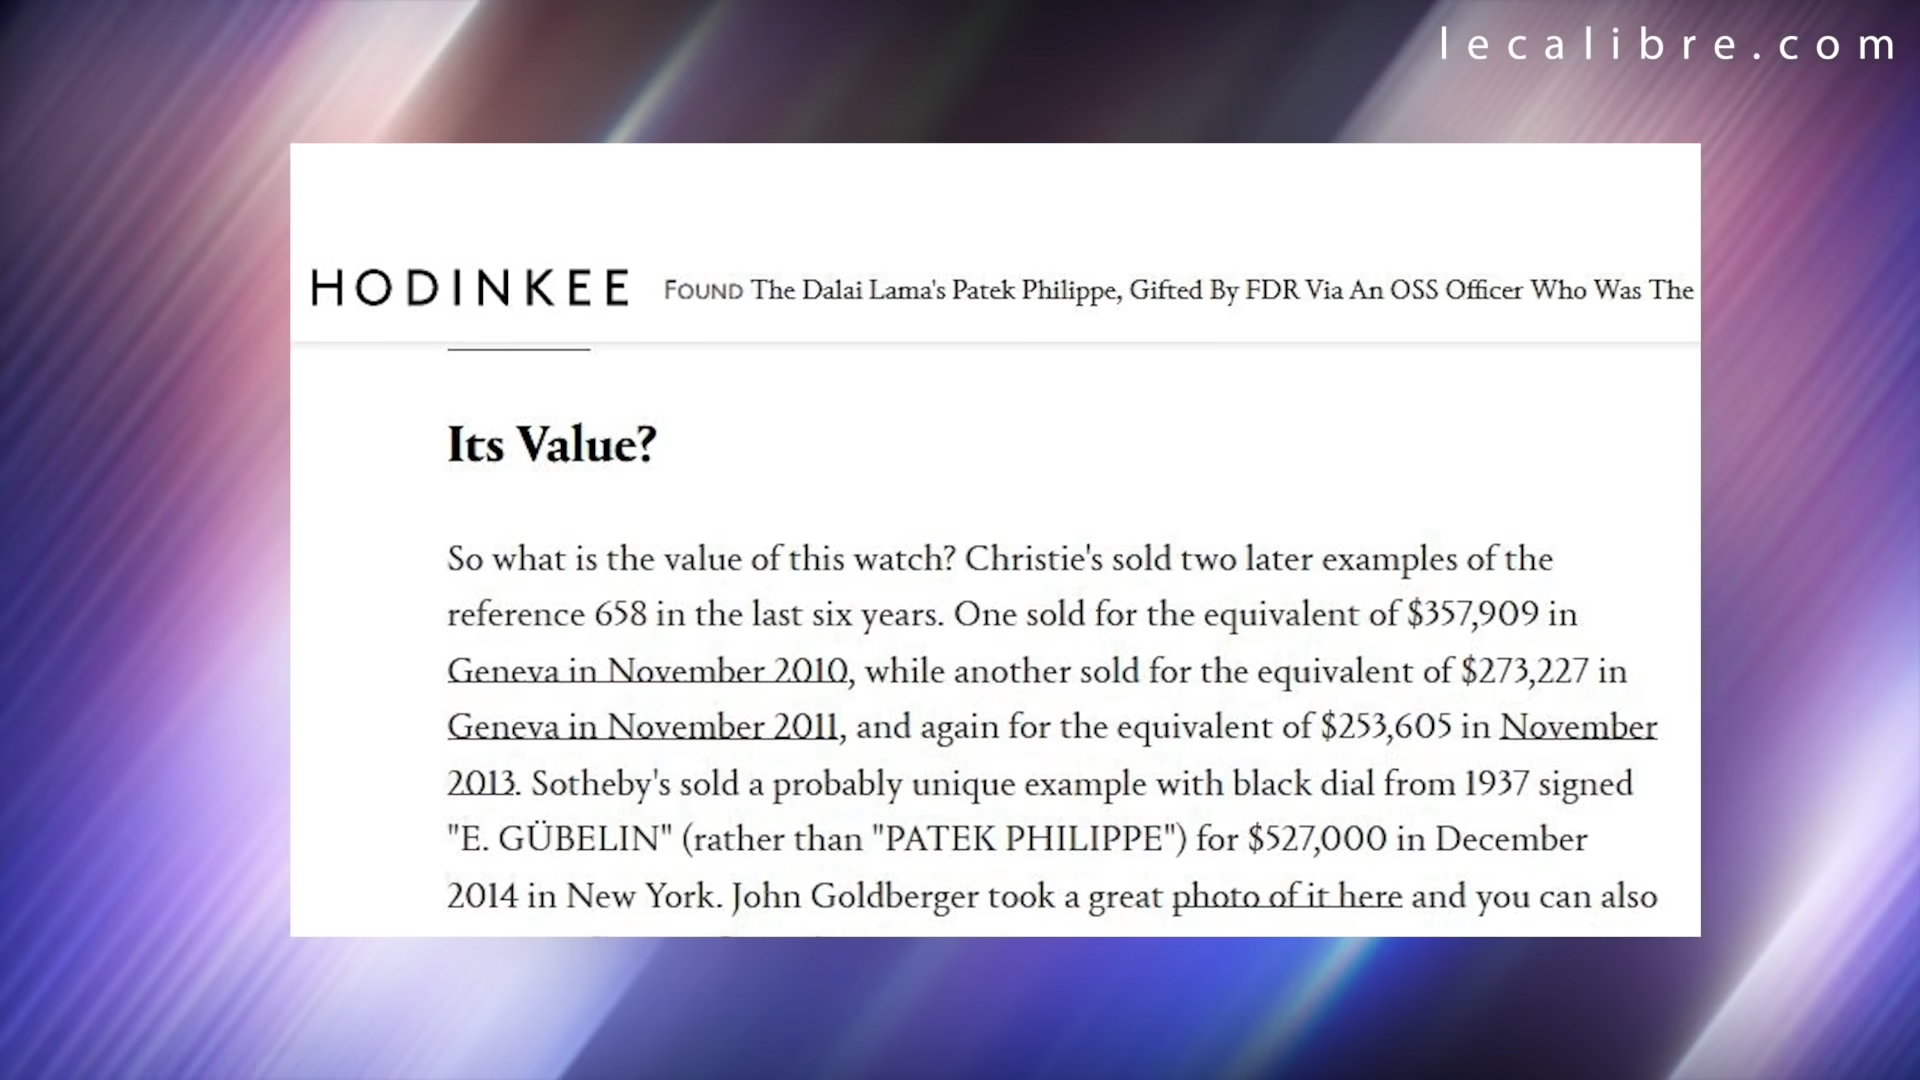 lecalibre.com
HODINKEE FOUND The Dalai Lama's Patek Philippe, Gifted By FDR Via An OSS Officer Who Was The
Its Value?
So what is the value of this watch? Christie's sold two later examples of the
reference 658 in the last six years. One sold for the equivalent of $357,909 in
Geneva in November 2010, while another sold for the equivalent of $273,227 in
Geneva in November 2011, and again for the equivalent of $253,605 in November
2013. Sotheby's sold a probably unique example with black dial from 1937 signed
"E. GÜBELIN" (rather than "PATEK PHILIPPE") for $527,000 in December
2014 in New York. John Goldberger took a great photo of it here and you can also